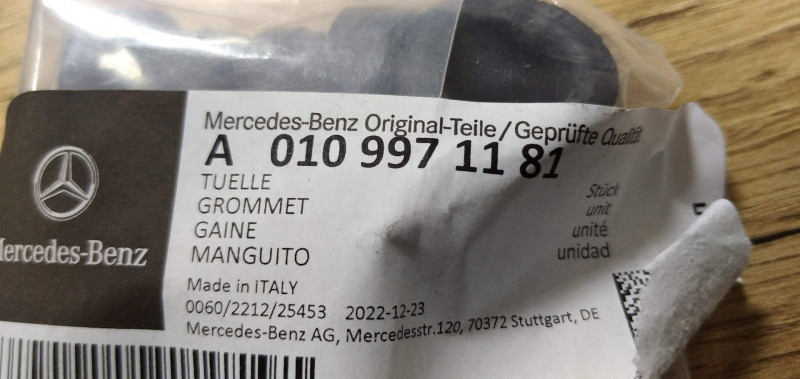 Mercedes-Benz Original-Teile/Geprüfte Qualität
A 010 997 11 81
TUELLE
GROMMET
GAINE
MANGUITO
Stück
unit
unité
unidad
Mercedes-Benz
Made in ITALY
0060/2212/25453 2022-12-23
Mercedes-Benz AG, Mercedesstr.120, 70372 Stuttgart, DE